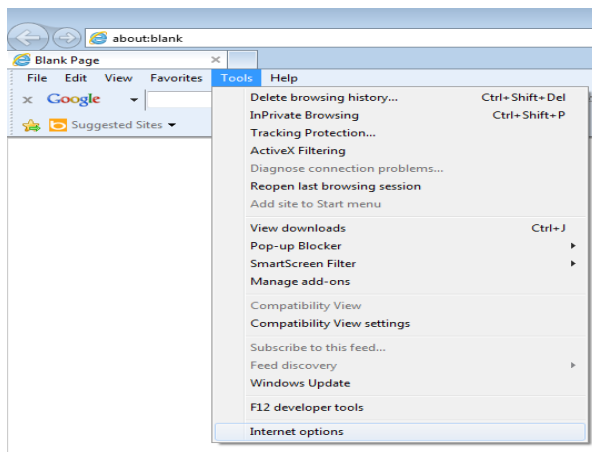 about:blank
Blank Page
File Edit View Favorites Tools Help
Google
Suggested Sites
Delete browsing history... Ctrl+Shift+Del
InPrivate Browsing Ctrl+Shift+P
Tracking Protection...
ActiveX Filtering
Diagnose connection problems...
Reopen last browsing session
Add site to Start menu
View downloads Ctrl+J
Pop-up Blocker
SmartScreen Filter
Manage add-ons
Compatibility View
Compatibility View settings
Subscribe to this feed...
Feed discovery
Windows Update
F12 developer tools
Internet options